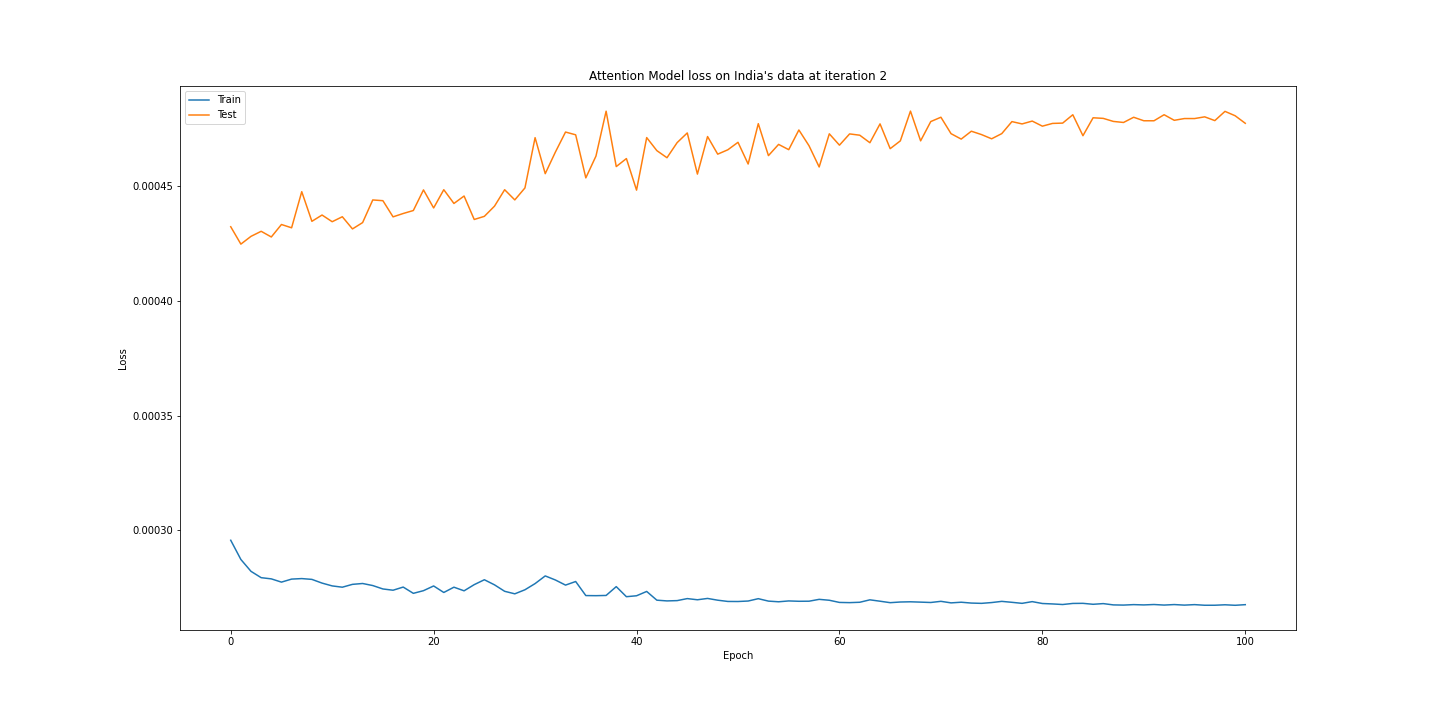 Attention Model loss on India's data at iteration 2
Train
Test
0.00045
0.00040
0.00035
0.00030
Loss
0 20 40 60 80 100
Epoch